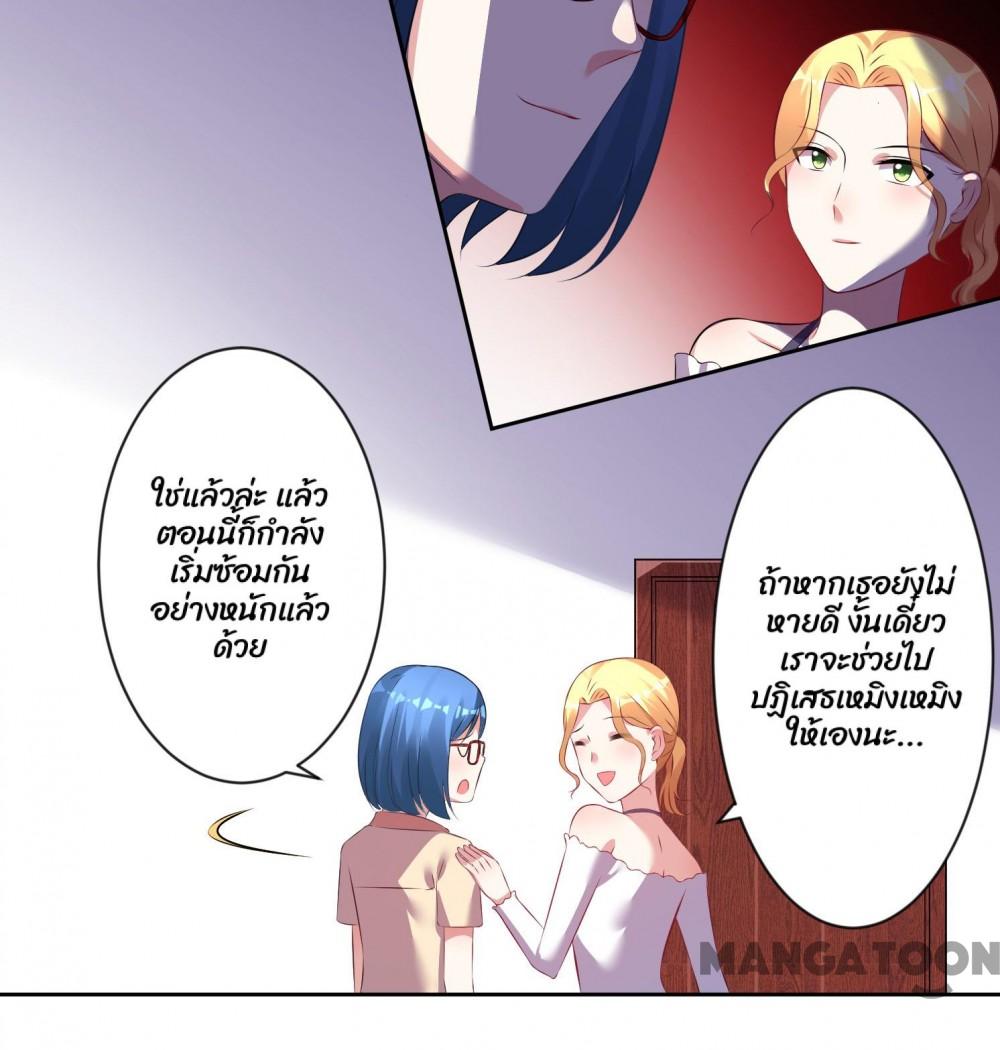 ใช่แล้วล่ะ แล้ว
ตอนนี้ก็กำลัง
เริ่มซ้อมกัน
อย่างหนักแล้ว
ด้วย
ถ้าหากเธอยังไม่
หายดี งั้นเดี๋ยว
เราจะช่วยไป
ปฏิเสธเหมิงเหมิง
ให้เองนะ...
MANGATOON